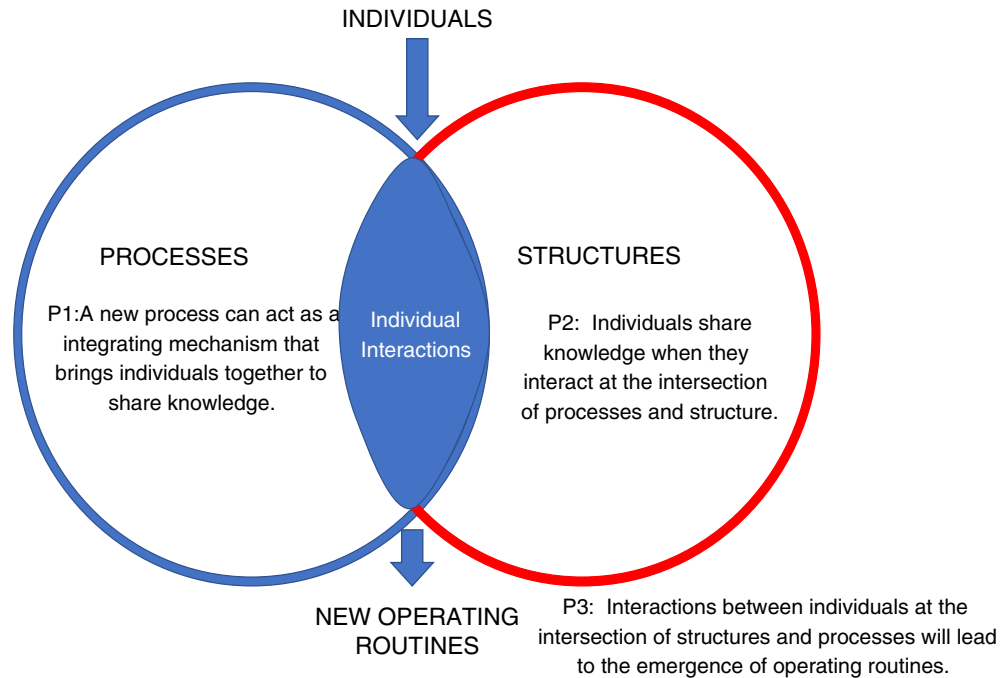 INDIVIDUALS
PROCESSES
P1:A new process can act as a
integrating mechanism that
brings individuals together to
share knowledge.
Individual
Interactions
STRUCTURES
P2: Individuals share
knowledge when they
interact at the intersection
of processes and structure.
NEW OPERATING
ROUTINES
P3: Interactions between individuals at the
intersection of structures and processes will lead
to the emergence of operating routines.